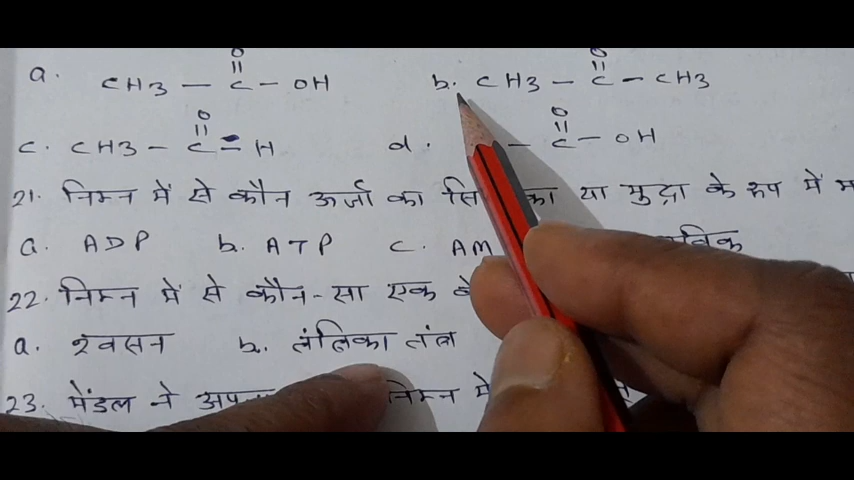 a. CH3 — C — OH b. CH3 — C — CH3
O O
c. CH3 — C = H d. — C — OH
21. निम्न में से कौन ऊर्जा का या मुद्रा के रूप में
a. ADP b. ATP c. AM
22. निम्न में से कौन-सा एक
a. श्वसन b. तंत्रिका तंत्र
23. मेंडल ने निम्न में